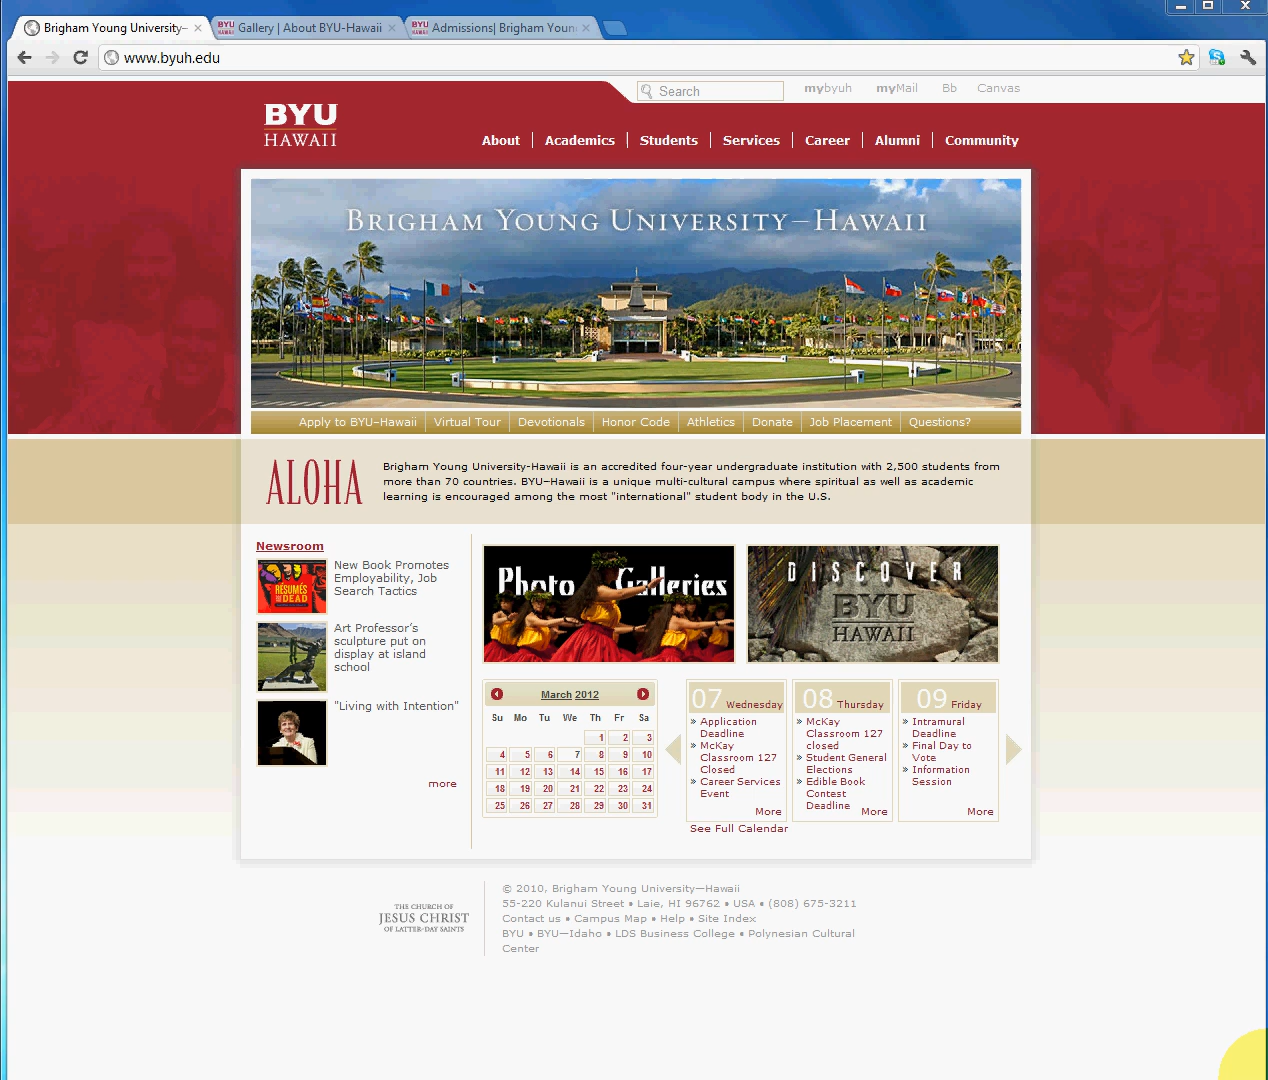 Brigham Young University–
Gallery | About BYU-Hawaii
Admissions| Brigham Youn
www.byuh.edu
Search
mybyuh
myMail
Bb
Canvas
BYU
HAWAII
About
Academics
Students
Services
Career
Alumni
Community
BRIGHAM YOUNG UNIVERSITY–HAWAII
Apply to BYU–Hawaii
Virtual Tour
Devotionals
Honor Code
Athletics
Donate
Job Placement
Questions?
ALOHA
Brigham Young University-Hawaii is an accredited four-year undergraduate institution with 2,500 students from
more than 70 countries. BYU–Hawaii is a unique multi-cultural campus where spiritual as well as academic
learning is encouraged among the most "international" student body in the U.S.
Newsroom
RESUMÉS
DEAD
New Book Promotes
Employability, Job
Search Tactics
Art Professor's
sculpture put on
display at island
school
"Living with Intention"
more
Photo Galleries
DISCOVER
BYU
HAWAII
March 2012
Su Mo Tu We Th Fr Sa
1 2 3
4 5 6 7 8 9 10
11 12 13 14 15 16 17
18 19 20 21 22 23 24
25 26 27 28 29 30 31
07 Wednesday
» Application
Deadline
» McKay
Classroom 127
Closed
» Career Services
Event
More
08 Thursday
» McKay
Classroom 127
closed
» Student General
Elections
» Edible Book
Contest
Deadline
More
09 Friday
» Intramural
Deadline
» Final Day to
Vote
» Information
Session
More
See Full Calendar
THE CHURCH OF
JESUS CHRIST
OF LATTER-DAY SAINTS
© 2010, Brigham Young University—Hawaii
55-220 Kulanui Street • Laie, HI 96762 • USA • (808) 675-3211
Contact us • Campus Map • Help • Site Index
BYU • BYU—Idaho • LDS Business College • Polynesian Cultural
Center